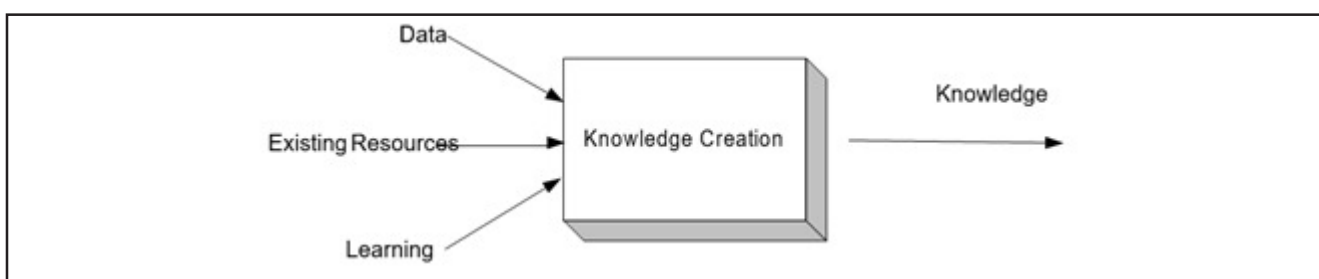 Data
Knowledge
Existing Resources
Knowledge Creation
Learning